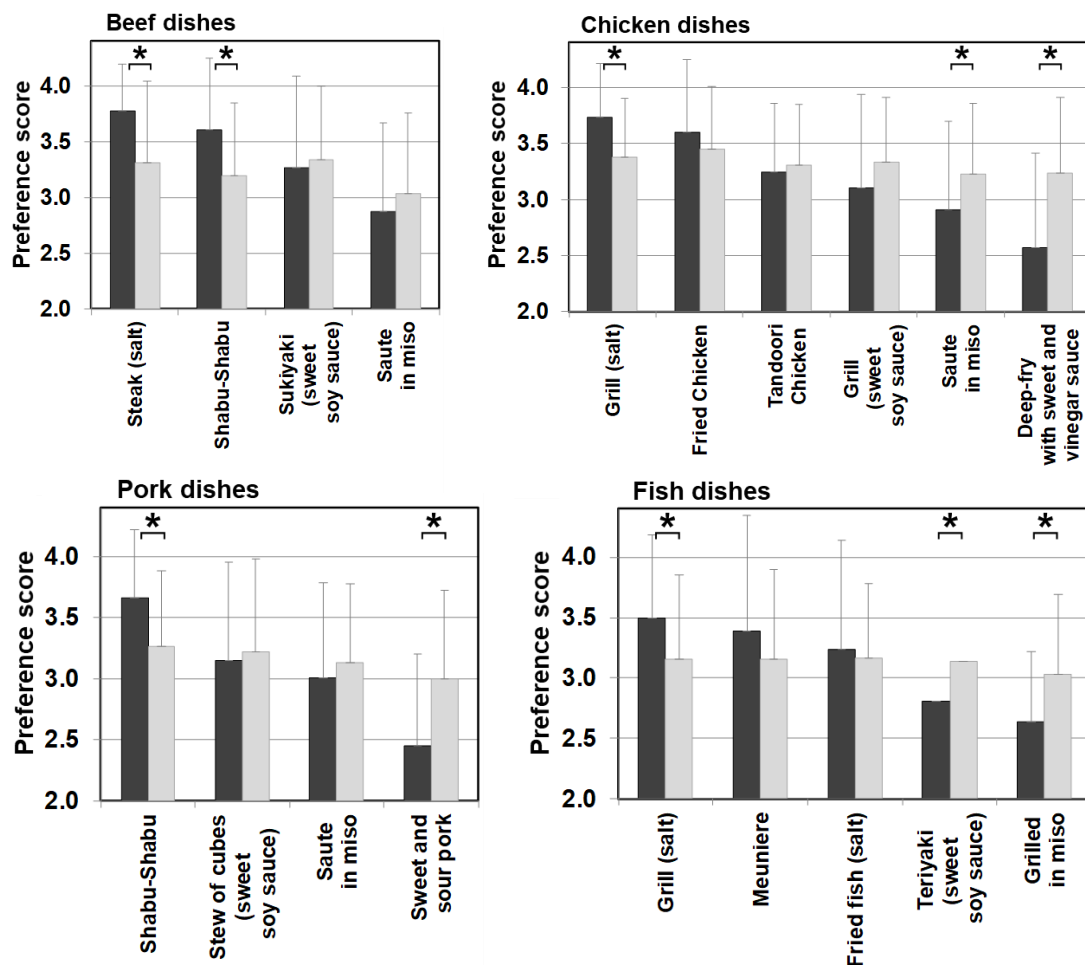 Beef dishes
Preference score
4.0
3.5
3.0
2.5
2.0
*
*
Steak (salt)
Shabu-Shabu
Sukiyaki
(sweet
soy sauce)
Saute
in miso
Chicken dishes
Preference score
4.0
3.5
3.0
2.5
2.0
*
*
*
Grill (salt)
Fried Chicken
Tandoori
Chicken
Grill
(sweet
soy sauce)
Saute
in miso
Deep-fry
with sweet and
vinegar sauce
Pork dishes
Preference score
4.0
3.5
3.0
2.5
2.0
*
*
Shabu-Shabu
Stew of cubes
(sweet
soy sauce)
Saute
in miso
Sweet and
sour pork
Fish dishes
Preference score
4.0
3.5
3.0
2.5
2.0
*
*
*
Grill (salt)
Meuniere
Fried fish (salt)
Teriyaki
(sweet
soy sauce)
Grilled
in miso